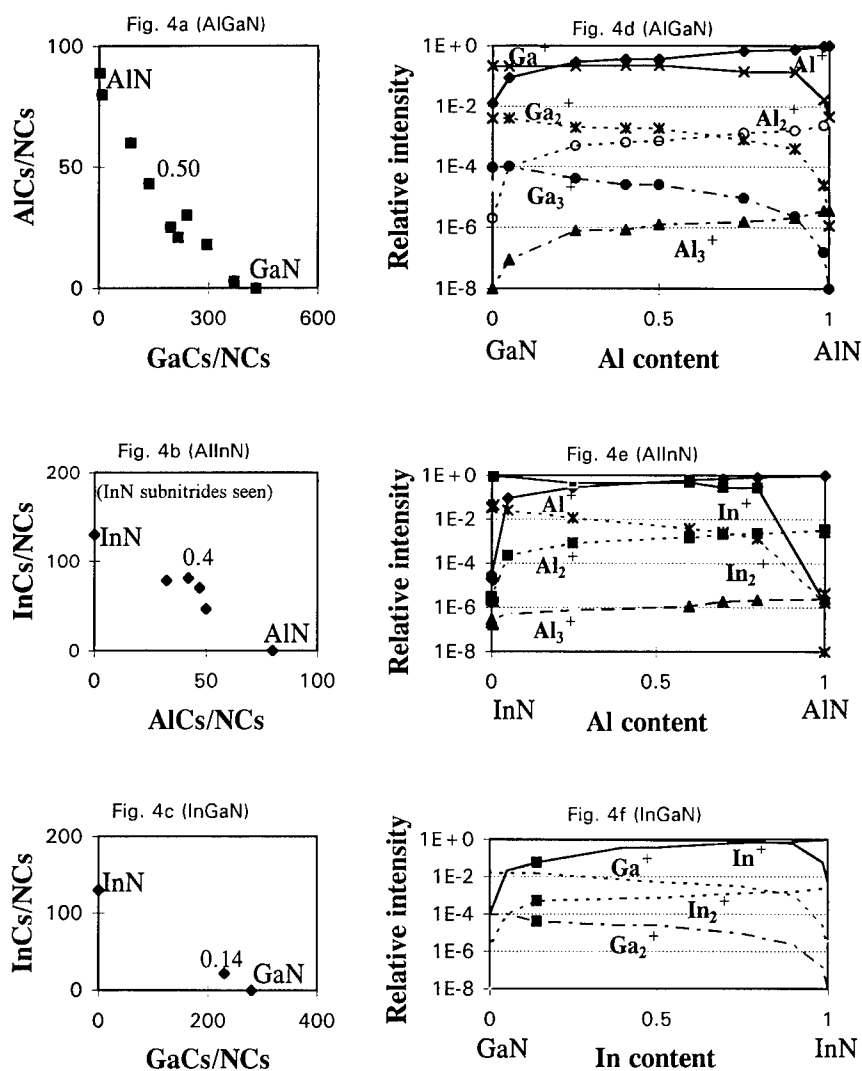 Fig. 4a (AlGaN)
100
50
0
AlN
0.50
GaN
0 300 600
AlCs/NCs
GaCs/NCs
Fig. 4d (AlGaN)
1E+0
1E-2
1E-4
1E-6
1E-8
Ga+
Al+
Ga2+
Al2+
Ga3+
Al3+
Relative intensity
0 0.5 1
GaN Al content AlN
Fig. 4b (AlInN)
200
100
0
(InN subnitrides seen)
InN
0.4
AlN
0 50 100
InCs/NCs
AlCs/NCs
Fig. 4e (AlInN)
1E+0
1E-2
1E-4
1E-6
1E-8
Al+
In+
Al2+
In2+
Al3+
Relative intensity
0 0.5 1
InN Al content AlN
Fig. 4c (InGaN)
200
100
0
InN
0.14
GaN
0 200 400
InCs/NCs
GaCs/NCs
Fig. 4f (InGaN)
1E+0
1E-2
1E-4
1E-6
1E-8
Ga+
In+
In2+
Ga2+
Relative intensity
0 0.5 1
GaN In content InN